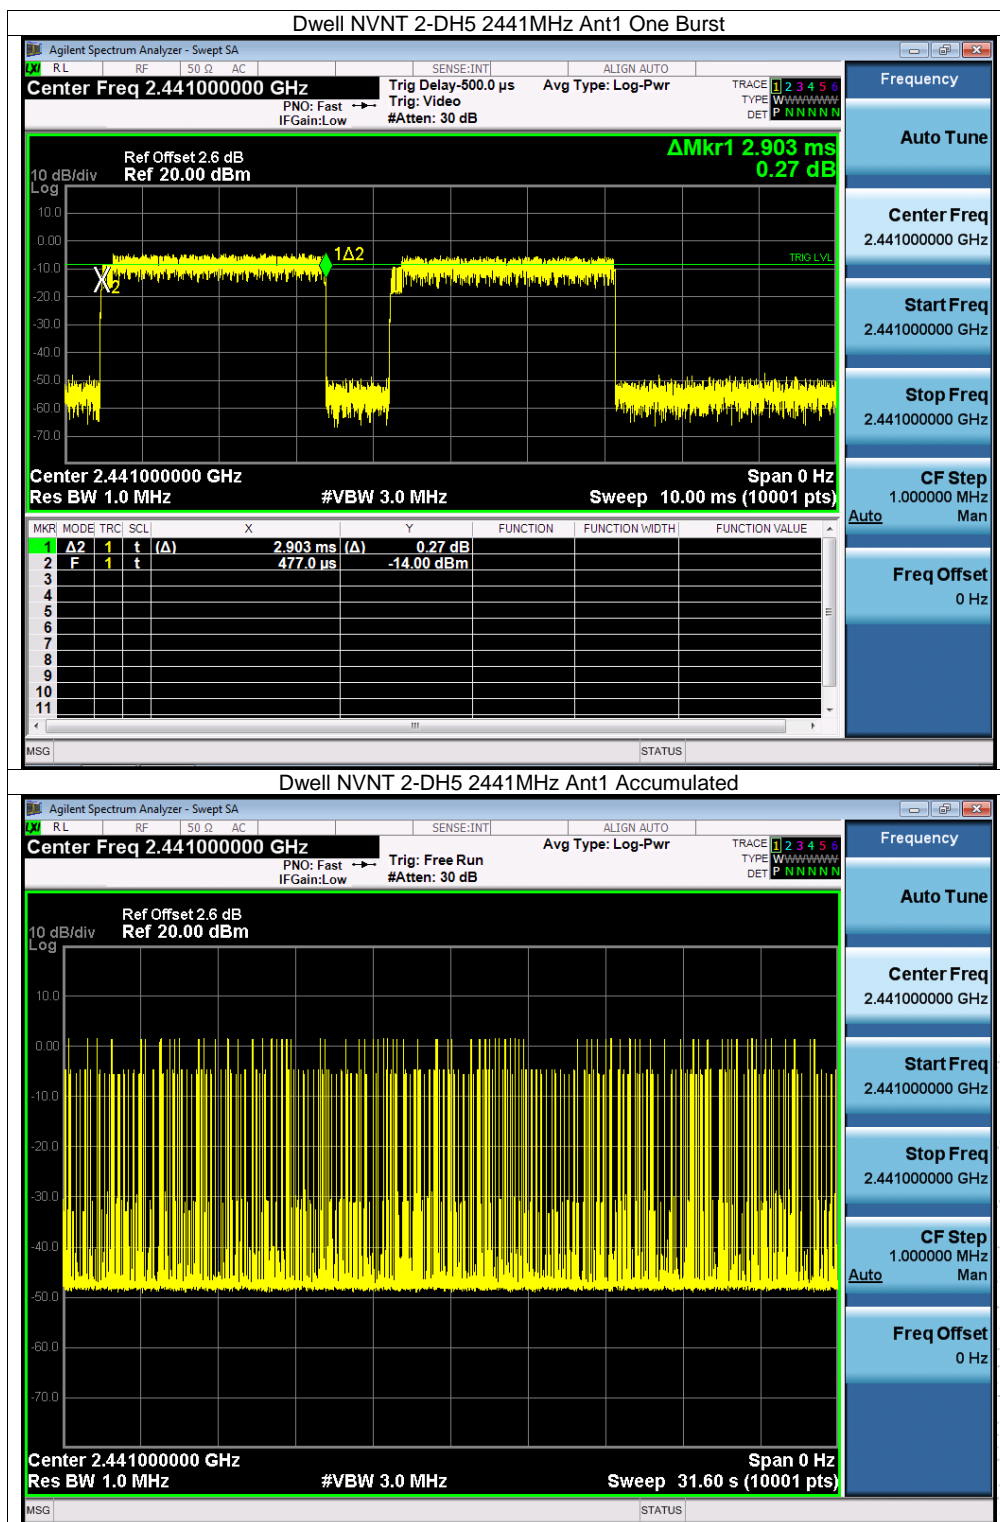 Dwell NVNT 2-DH5 2441MHz Ant1 One Burst
Agilent Spectrum Analyzer - Swept SA
LXI RL RF 50 Ω AC SENSE:INT ALIGN AUTO
Center Freq 2.441000000 GHz
PNO: Fast
IFGain:Low
Trig Delay-500.0 µs
Trig: Video
#Atten: 30 dB
Avg Type: Log-Pwr
TRACE 1 2 3 4 5 6
TYPE WWWWWWW
DET P N N N N N
Frequency
Auto Tune
Center Freq
2.441000000 GHz
Start Freq
2.441000000 GHz
Stop Freq
2.441000000 GHz
CF Step
1.000000 MHz
Auto Man
Freq Offset
0 Hz
ΔMkr1 2.903 ms
0.27 dB
Ref Offset 2.6 dB
10 dB/div Ref 20.00 dBm
Log
10.0
0.00
-10.0
-20.0
-30.0
-40.0
-50.0
-60.0
-70.0
1Δ2
TRIG LVL
2
Center 2.441000000 GHz Span 0 Hz
Res BW 1.0 MHz #VBW 3.0 MHz Sweep 10.00 ms (10001 pts)
MKR MODE TRC SCL X Y FUNCTION FUNCTION WIDTH FUNCTION VALUE
1 Δ2 1 t (Δ) 2.903 ms (Δ) 0.27 dB
2 F 1 t 477.0 µs -14.00 dBm
3
4
5
6
7
8
9
10
11
MSG STATUS
Dwell NVNT 2-DH5 2441MHz Ant1 Accumulated
Agilent Spectrum Analyzer - Swept SA
LXI RL RF 50 Ω AC SENSE:INT ALIGN AUTO
Center Freq 2.441000000 GHz
PNO: Fast
IFGain:Low
Trig: Free Run
#Atten: 30 dB
Avg Type: Log-Pwr
TRACE 1 2 3 4 5 6
TYPE WWWWWWW
DET P N N N N N
Frequency
Auto Tune
Center Freq
2.441000000 GHz
Start Freq
2.441000000 GHz
Stop Freq
2.441000000 GHz
CF Step
1.000000 MHz
Auto Man
Freq Offset
0 Hz
Ref Offset 2.6 dB
10 dB/div Ref 20.00 dBm
Log
10.0
0.00
-10.0
-20.0
-30.0
-40.0
-50.0
-60.0
-70.0
Center 2.441000000 GHz Span 0 Hz
Res BW 1.0 MHz #VBW 3.0 MHz Sweep 31.60 s (10001 pts)
MSG STATUS